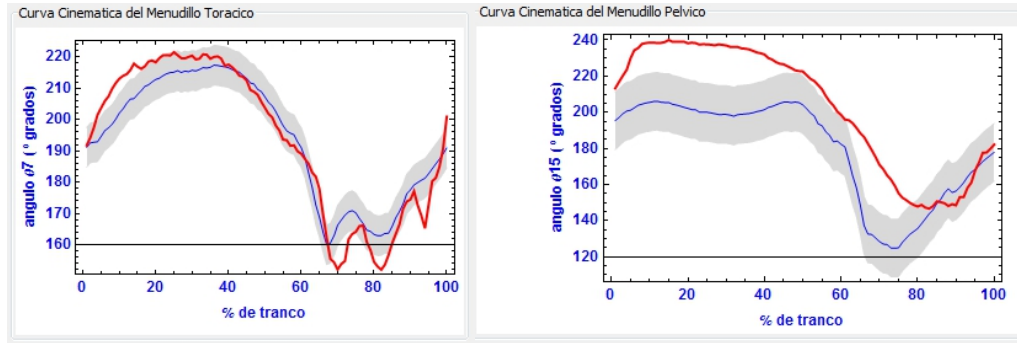 Curva Cinematica del Menudillo Toracico
220
210
200
190
180
170
160
angulo ø7 ( ° grados)
0 20 40 60 80 100
% de tranco
Curva Cinematica del Menudillo Pelvico
240
220
200
180
160
140
120
angulo ø15 ( ° grados)
0 20 40 60 80 100
% de tranco